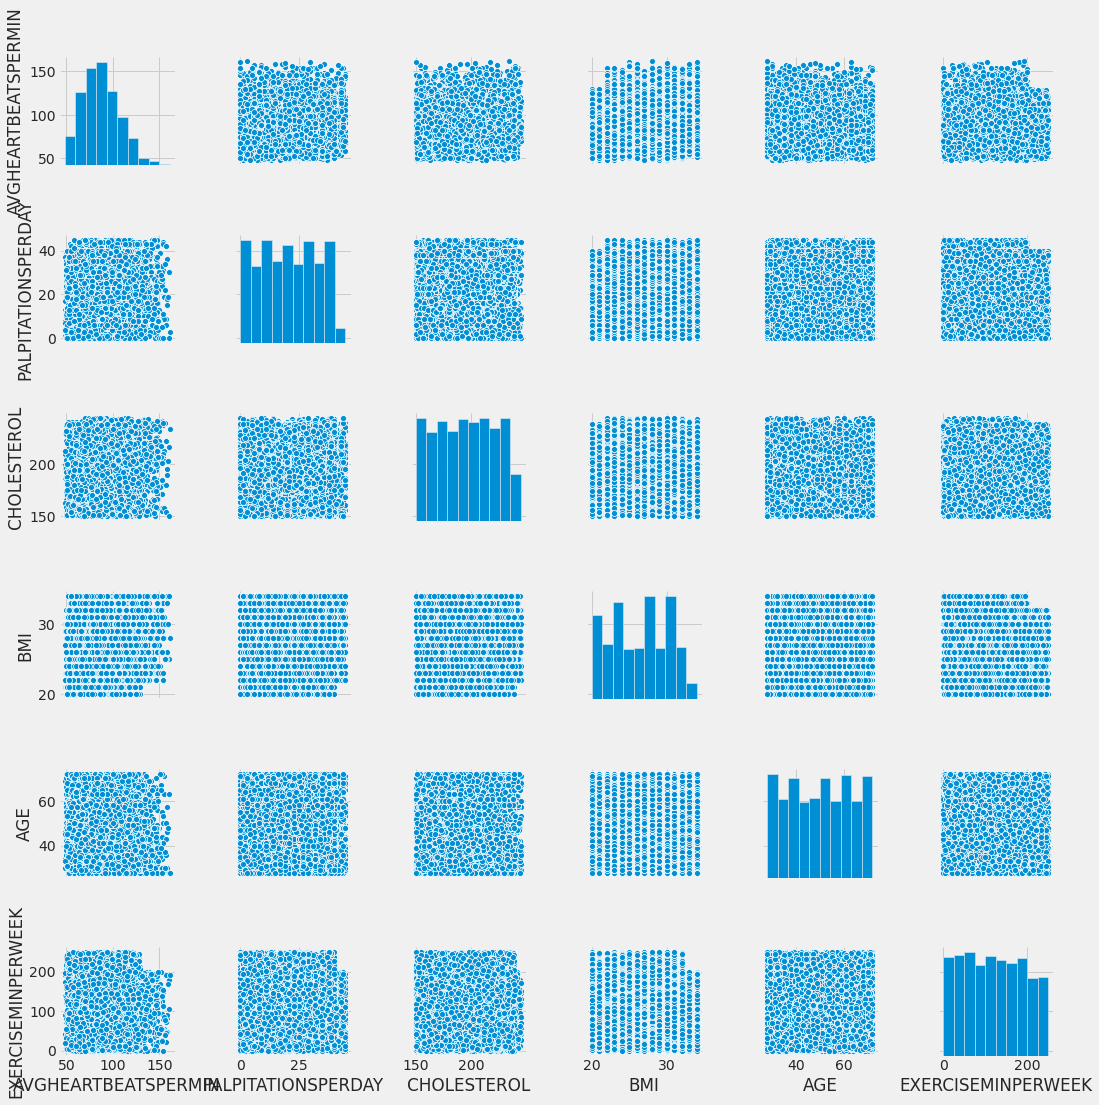 AVGHEARTBEATSPERMIN
150
100
50
PALPITATIONSPERDAY
40
20
0
CHOLESTEROL
200
150
BMI
30
20
AGE
60
40
EXERCISEMINPERWEEK
200
100
0
50 100 150
0 25
150 200
20 30
40 60
0 200
AVGHEARTBEATSPERMIN
PALPITATIONSPERDAY
CHOLESTEROL
BMI
AGE
EXERCISEMINPERWEEK